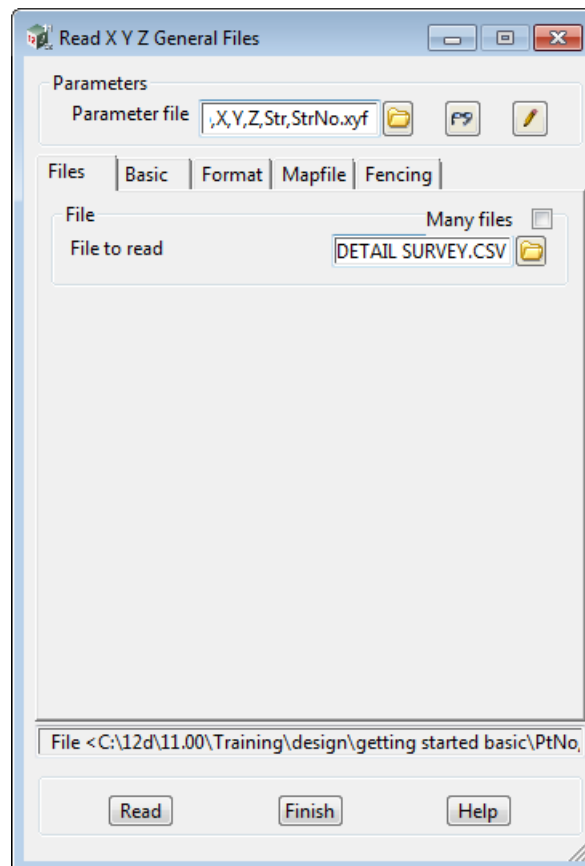 Read X Y Z General Files
Parameters
Parameter file ,X,Y,Z,Str,StrNo.xyf F9
Files Basic Format Mapfile Fencing
File Many files
File to read DETAIL SURVEY.CSV
File <C:\12d\11.00\Training\design\getting started basic\PtNo,
Read Finish Help